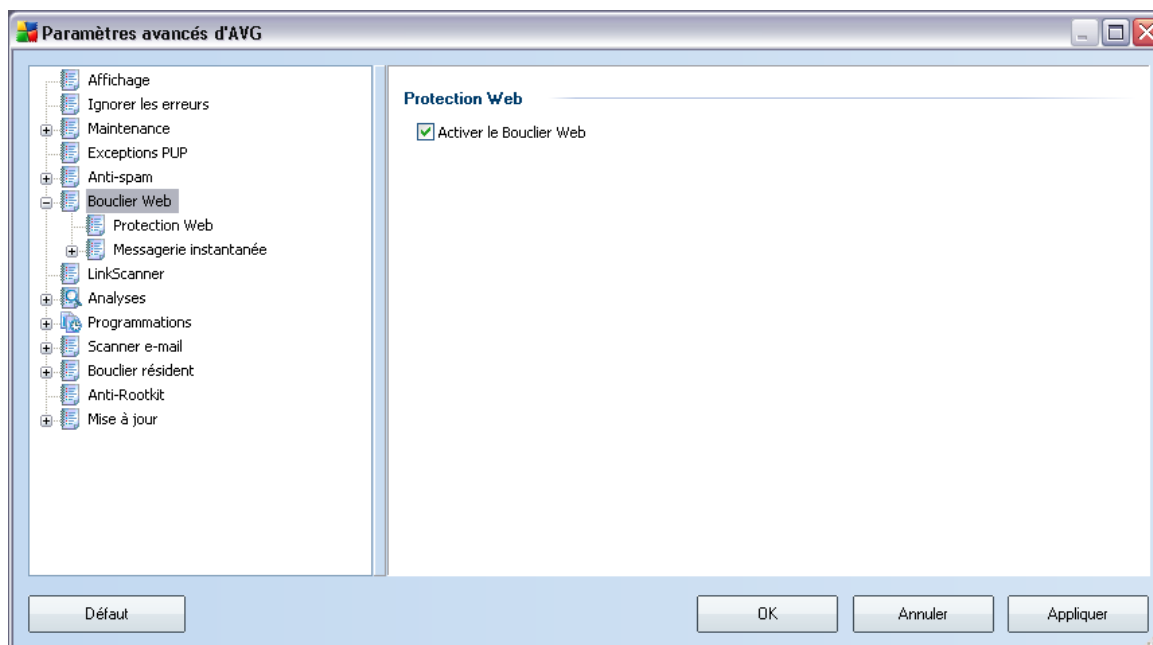 Paramètres avancés d'AVG
Affichage
Ignorer les erreurs
Maintenance
Exceptions PUP
Anti-spam
Bouclier Web
Protection Web
Messagerie instantanée
LinkScanner
Analyses
Programmations
Scanner e-mail
Bouclier résident
Anti-Rootkit
Mise à jour
Protection Web
Activer le Bouclier Web
Défaut
OK
Annuler
Appliquer